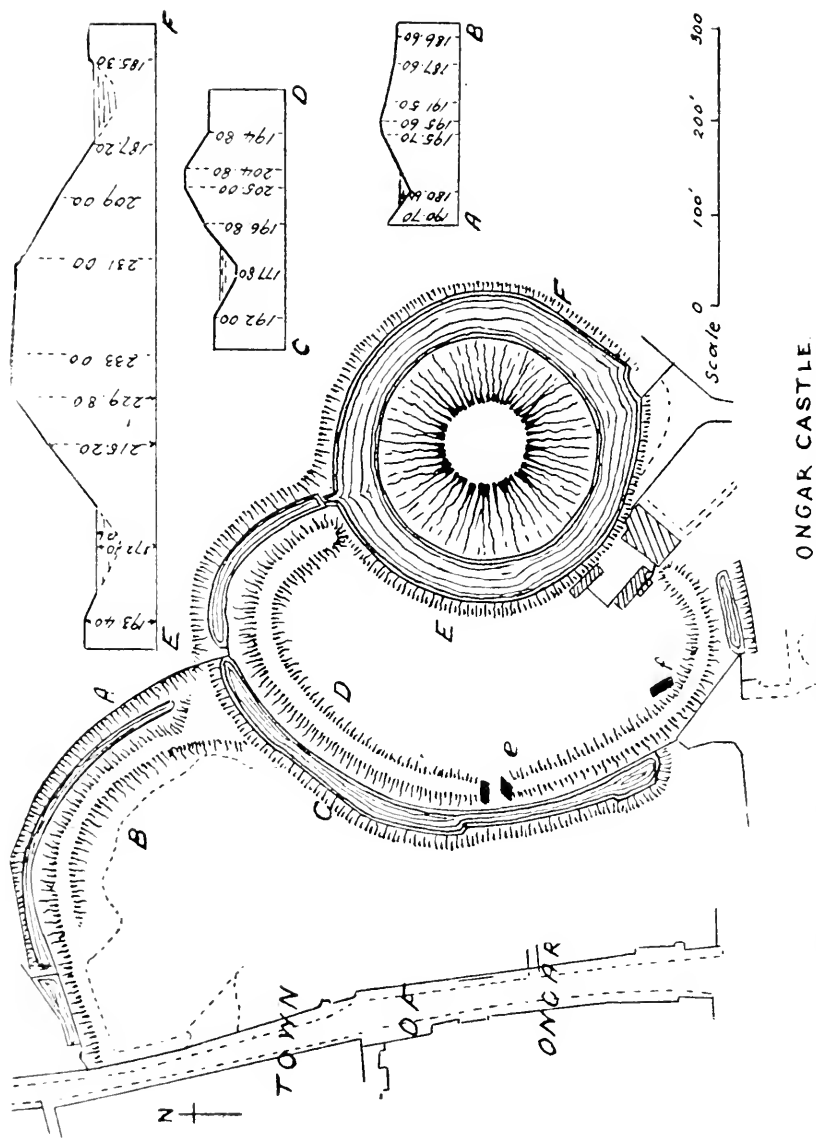 E
193.40
215.20
229.80
233 00
231 00
209 00
187.20
185.30
F
C
192 00
177 80
196 80
205.00
204.80
194 80
D
A
190.70
180.60
195.70
195 60
191 50
187.60
186.60
B
A
B
C
D
E
F
e
f
N
TOWN
OF
ONGAR
Scale 0 100' 200' 300
ONGAR CASTLE.